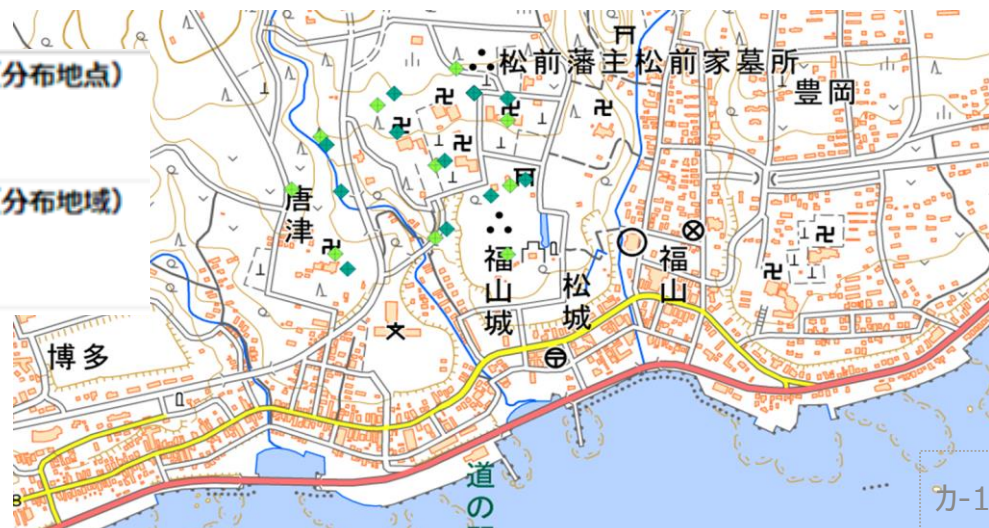 分布地点)
分布地域)
松前藩主松前家墓所
豊岡
唐津
福山城
松城
福山
博多
道の
カ-1